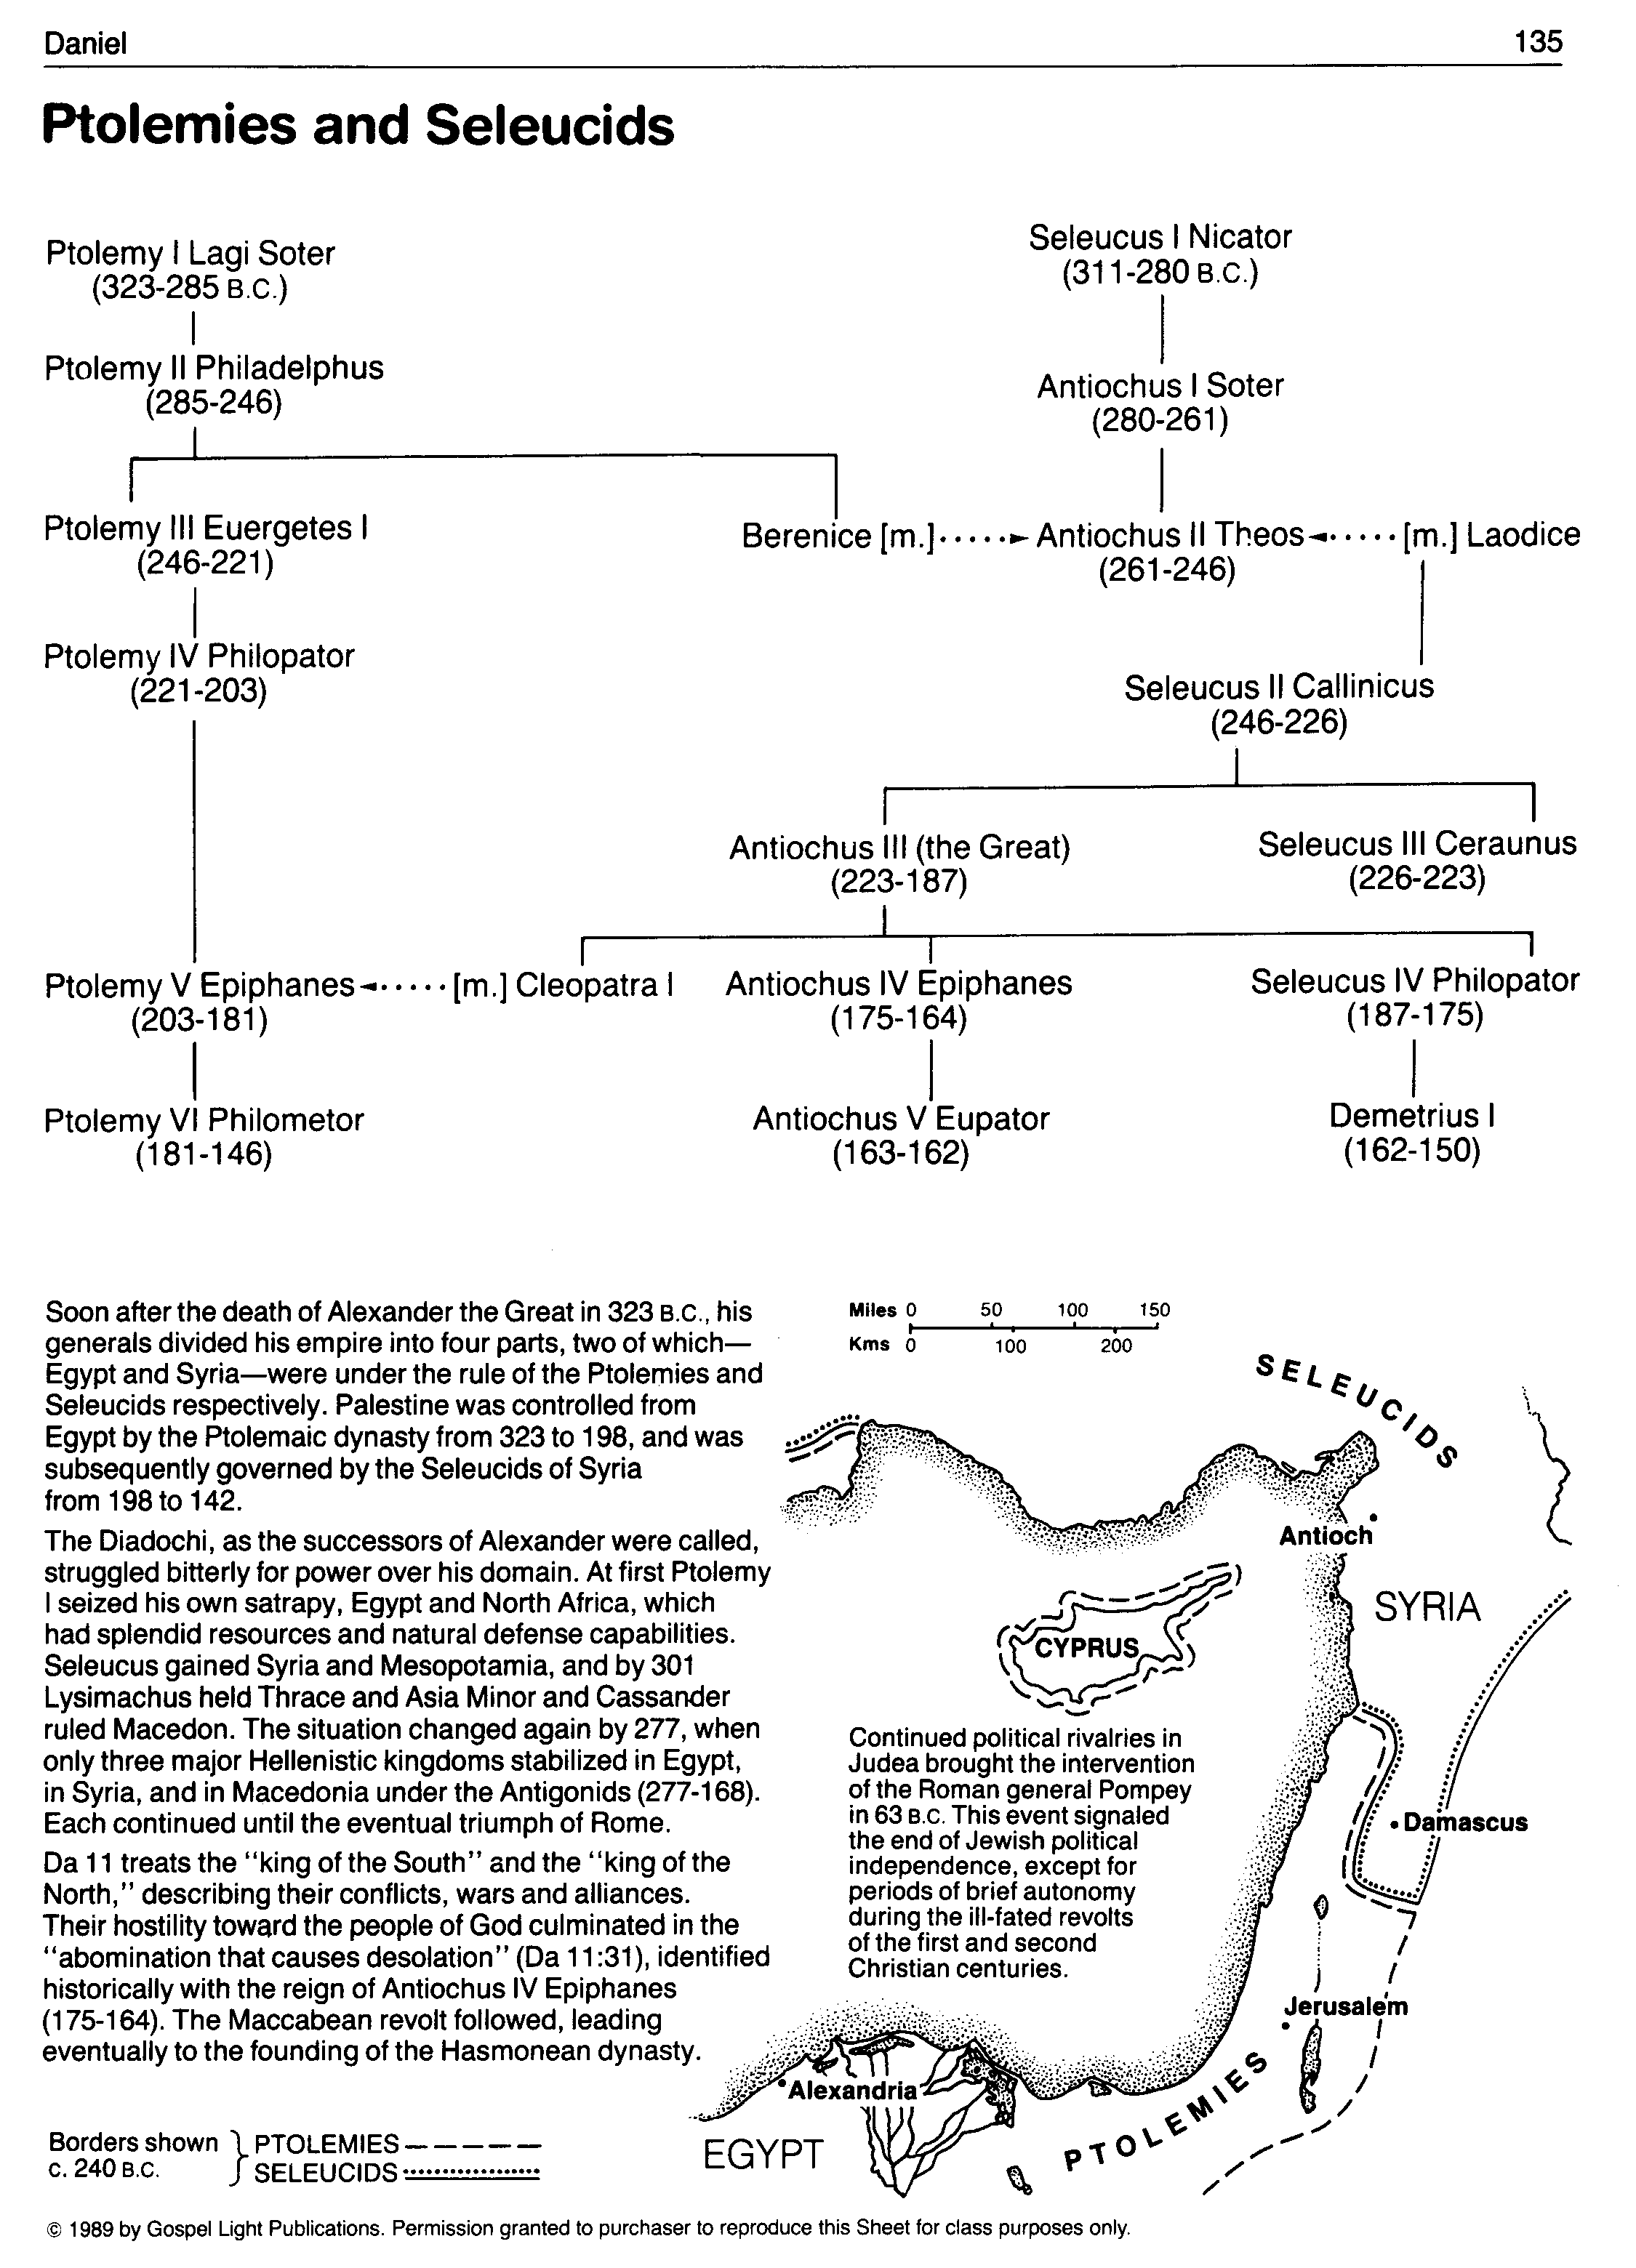 Daniel
135
Ptolemies and Seleucids
Ptolemy I Lagi Soter
(323-285 B.C.)
Seleucus I Nicator
(311-280 B.C.)
Ptolemy II Philadelphus
(285-246)
Antiochus I Soter
(280-261)
Ptolemy III Euergetes I
(246-221)
Berenice [m.]
Antiochus II Theos
(261-246)
[m.] Laodice
Ptolemy IV Philopator
(221-203)
Seleucus II Callinicus
(246-226)
Antiochus III (the Great)
(223-187)
Seleucus III Ceraunus
(226-223)
Ptolemy V Epiphanes
(203-181)
[m.] Cleopatra I
Antiochus IV Epiphanes
(175-164)
Seleucus IV Philopator
(187-175)
Ptolemy VI Philometor
(181-146)
Antiochus V Eupator
(163-162)
Demetrius I
(162-150)
Soon after the death of Alexander the Great in 323 B.C., his
generals divided his empire into four parts, two of which—
Egypt and Syria—were under the rule of the Ptolemies and
Seleucids respectively. Palestine was controlled from
Egypt by the Ptolemaic dynasty from 323 to 198, and was
subsequently governed by the Seleucids of Syria
from 198 to 142.
The Diadochi, as the successors of Alexander were called,
struggled bitterly for power over his domain. At first Ptolemy
I seized his own satrapy, Egypt and North Africa, which
had splendid resources and natural defense capabilities.
Seleucus gained Syria and Mesopotamia, and by 301
Lysimachus held Thrace and Asia Minor and Cassander
ruled Macedon. The situation changed again by 277, when
only three major Hellenistic kingdoms stabilized in Egypt,
in Syria, and in Macedonia under the Antigonids (277-168).
Each continued until the eventual triumph of Rome.
Da 11 treats the "king of the South" and the "king of the
North," describing their conflicts, wars and alliances.
Their hostility toward the people of God culminated in the
"abomination that causes desolation" (Da 11:31), identified
historically with the reign of Antiochus IV Epiphanes
(175-164). The Maccabean revolt followed, leading
eventually to the founding of the Hasmonean dynasty.
Miles 0 50 100 150
Kms 0 100 200
SELEUCIDS
Antioch
SYRIA
CYPRUS
Continued political rivalries in
Judea brought the intervention
of the Roman general Pompey
in 63 B.C. This event signaled
the end of Jewish political
independence, except for
periods of brief autonomy
during the ill-fated revolts
of the first and second
Christian centuries.
Damascus
Jerusalem
Alexandria
PTOLEMIES
EGYPT
Borders shown
c. 240 B.C.
PTOLEMIES
SELEUCIDS
© 1989 by Gospel Light Publications. Permission granted to purchaser to reproduce this Sheet for class purposes only.